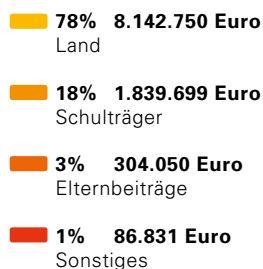 78% 8.142.750 Euro
Land
18% 1.839.699 Euro
Schulträger
3% 304.050 Euro
Elternbeiträge
1% 86.831 Euro
Sonstiges